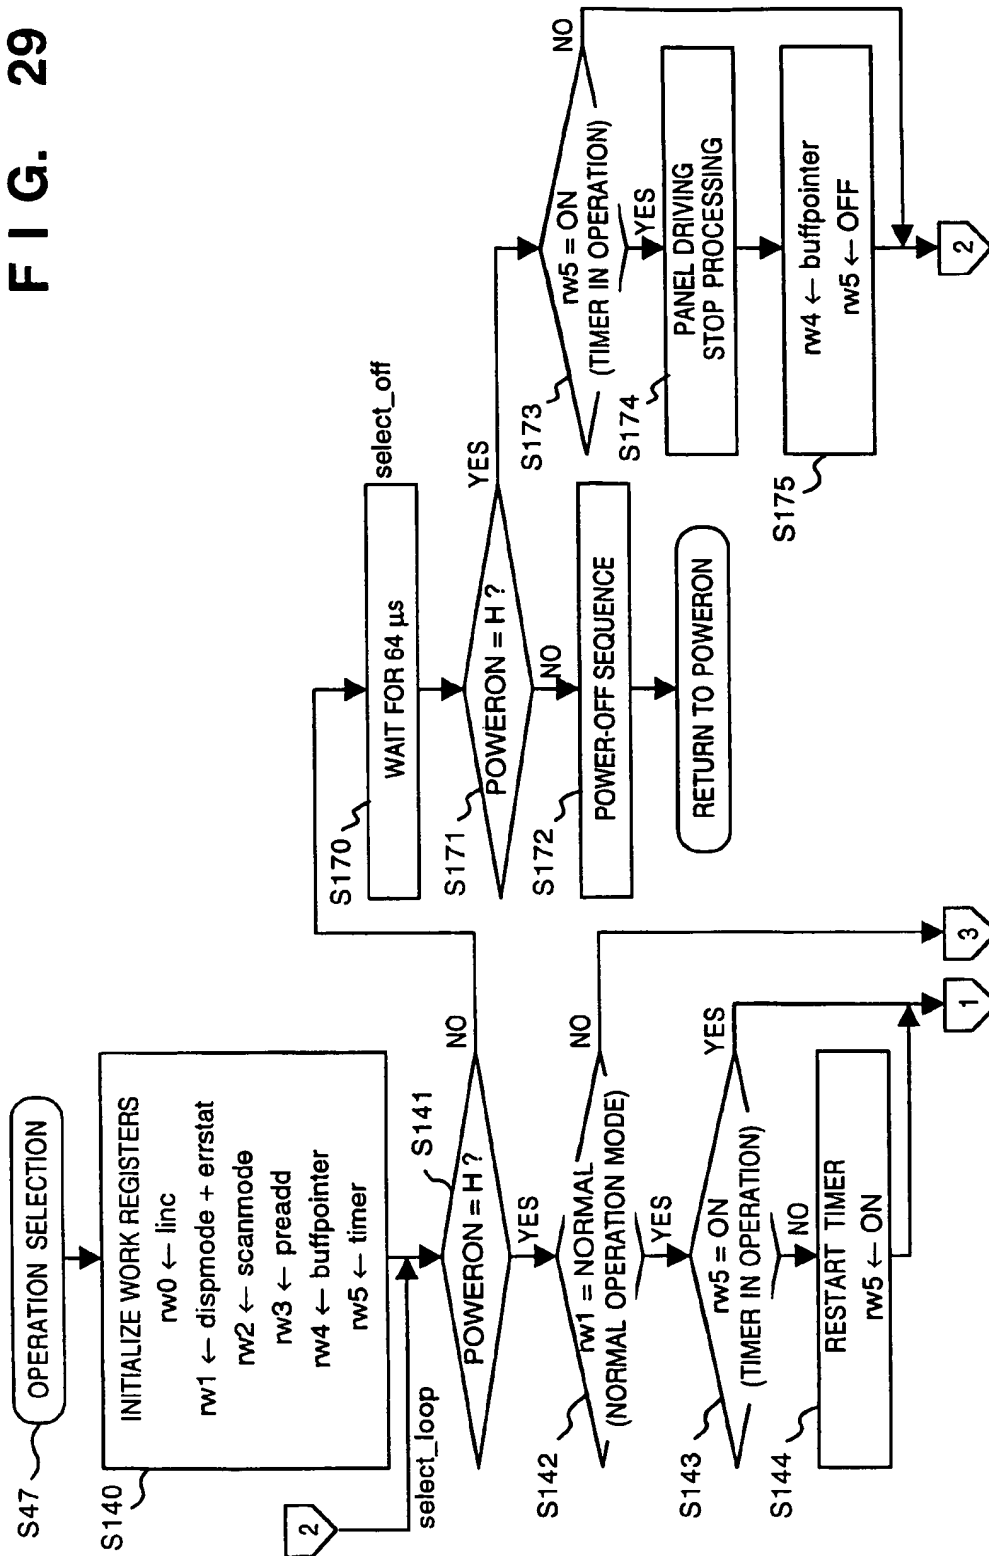 F I G. 29
S47
OPERATION SELECTION
S140
INITIALIZE WORK REGISTERS
rw0 ← linc
rw1 ← dispmode + errstat
rw2 ← scanmode
rw3 ← preadd
rw4 ← buffpointer
rw5 ← timer
2
select_loop
S141
POWERON = H ?
NO
YES
S142
rw1 = NORMAL
(NORMAL OPERATION MODE)
NO
YES
S143
rw5 = ON
(TIMER IN OPERATION)
YES
NO
S144
RESTART TIMER
rw5 ← ON
1
3
S170
WAIT FOR 64 μs
select_off
S171
POWERON = H ?
YES
NO
S172
POWER-OFF SEQUENCE
RETURN TO POWERON
S173
rw5 = ON
(TIMER IN OPERATION)
NO
YES
S174
PANEL DRIVING
STOP PROCESSING
S175
rw4 ← buffpointer
rw5 ← OFF
2